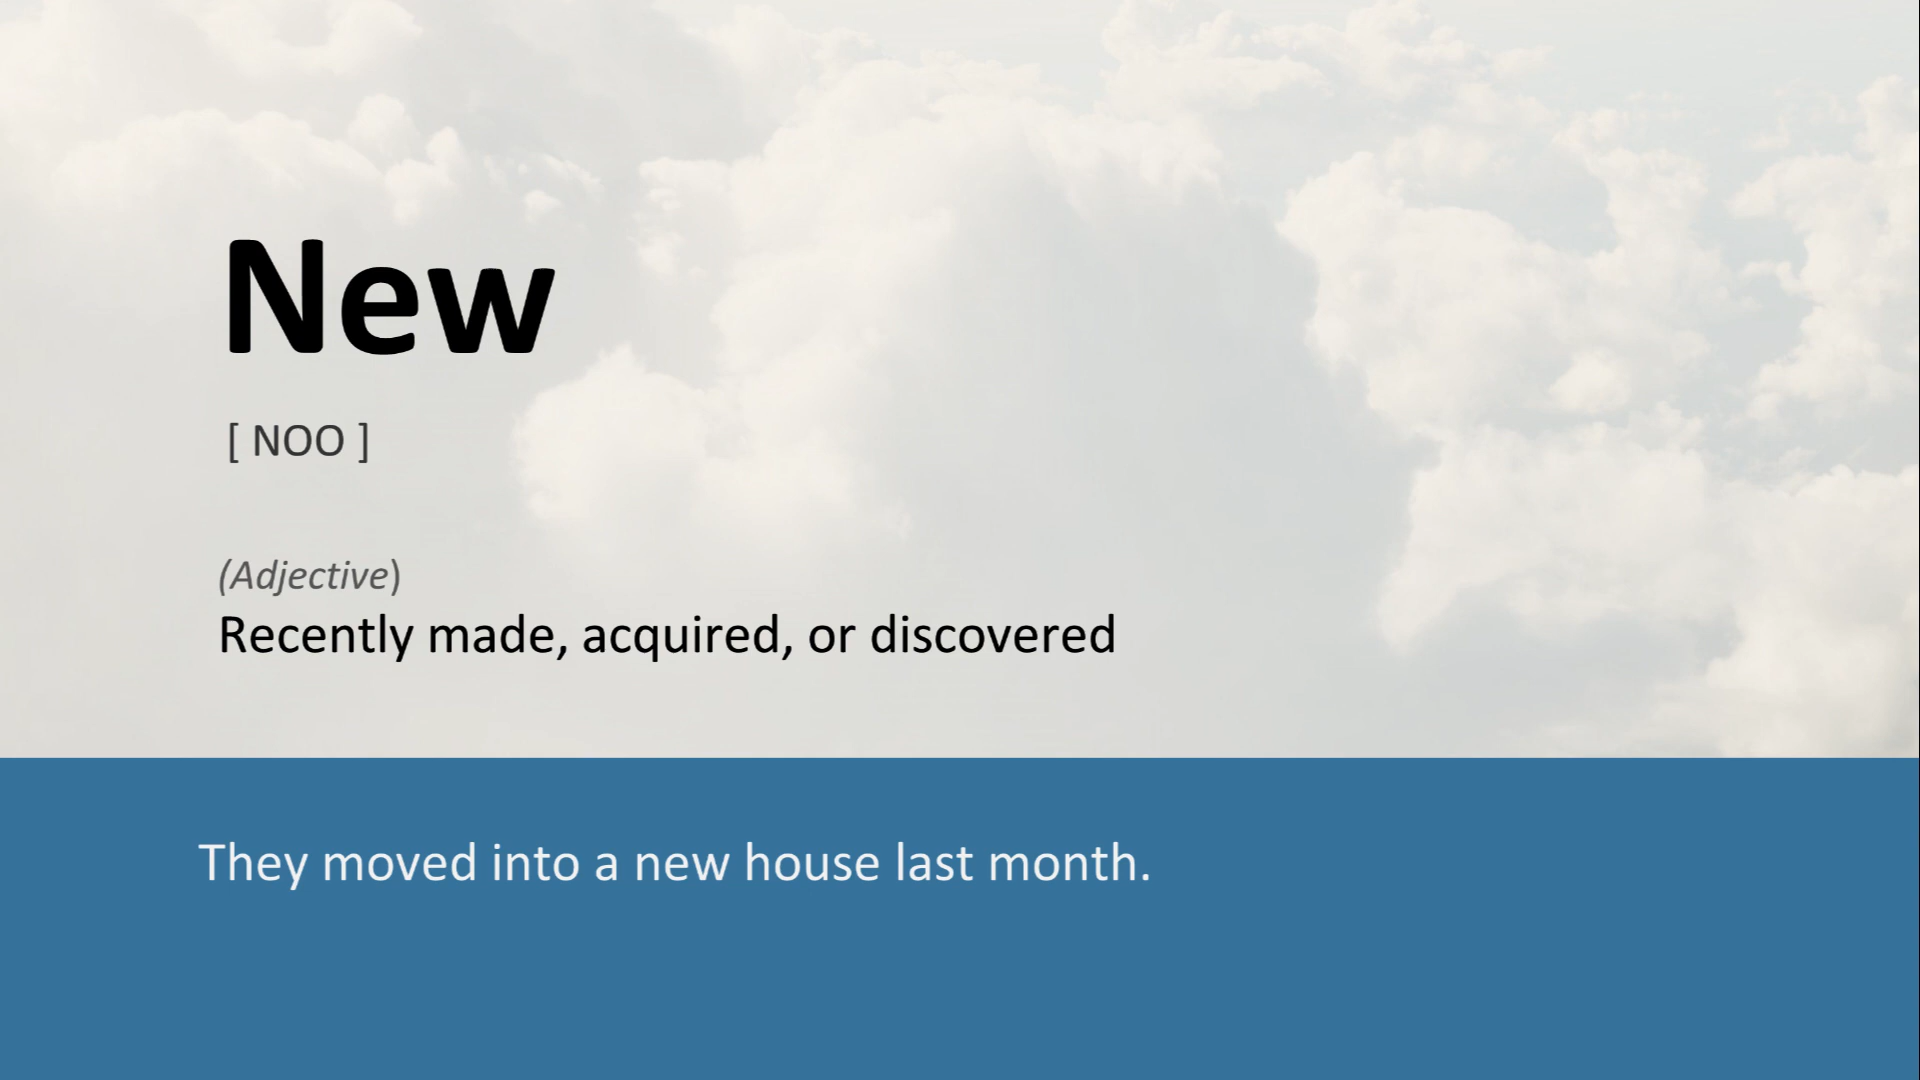 New
[ NOO ]
(Adjective)
Recently made, acquired, or discovered
They moved into a new house last month.